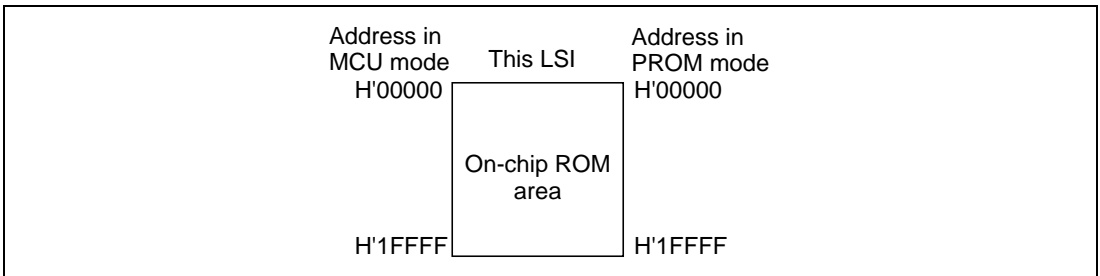 Address in
MCU mode
This LSI
Address in
PROM mode
H'00000
H'00000
On-chip ROM
area
H'1FFFF
H'1FFFF